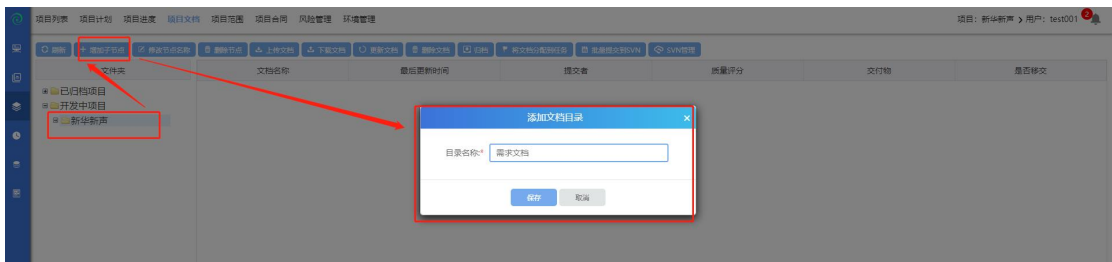 项目列表 项目计划 项目进度 项目文档 项目范围 项目合同 风险管理 环境管理 项目：新华新声 用户：test001 2
刷新 增加子节点 修改节点名称 删除节点 上传文档 下载文档 更新文档 删除文档 归档 将文档分配到任务 批量提交到SVN SVN管理
文件夹 文档名称 最后更新时间 提交者 质量评分 交付物 是否移交
已归档项目
开发中项目
新华新声
添加文档目录 ×
目录名称:* 需求文档
保存 取消